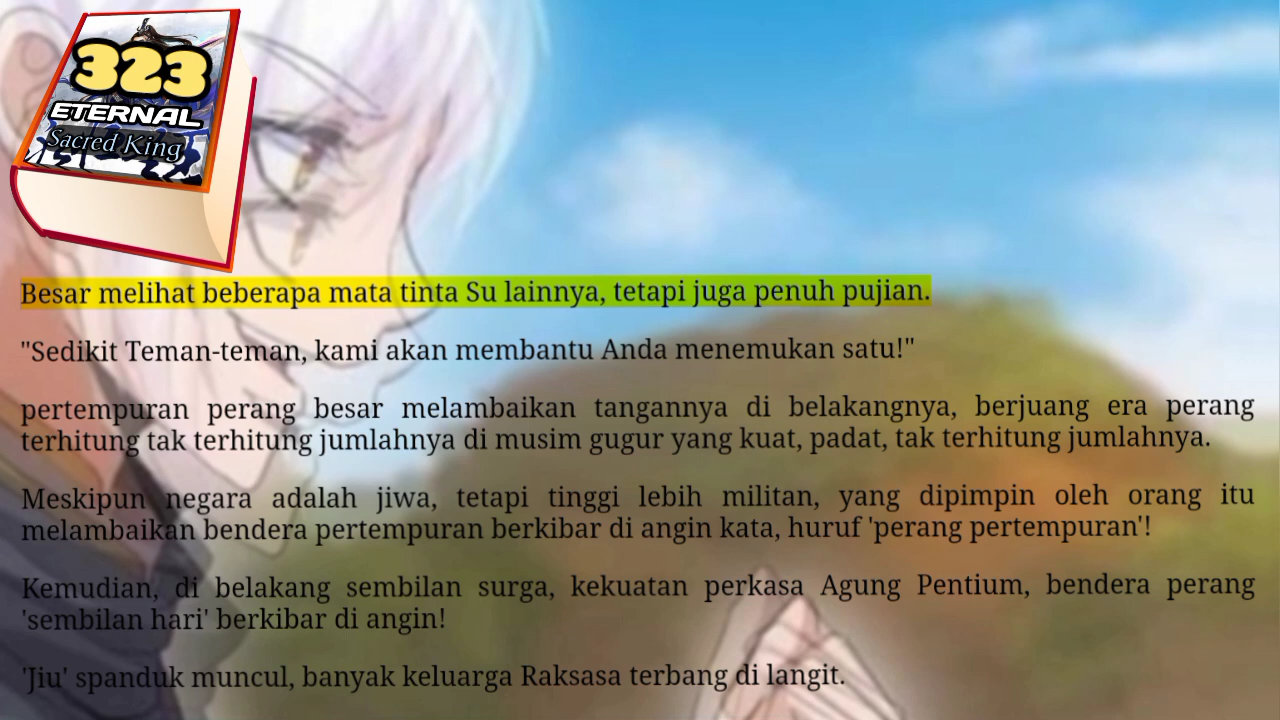 323
ETERNAL
Sacred King
Besar melihat beberapa mata tinta Su lainnya, tetapi juga penuh pujian.
"Sedikit Teman-teman, kami akan membantu Anda menemukan satu!"
pertempuran perang besar melambaikan tangannya di belakangnya, berjuang era perang
terhitung tak terhitung jumlahnya di musim gugur yang kuat, padat, tak terhitung jumlahnya.
Meskipun negara adalah jiwa, tetapi tinggi lebih militan, yang dipimpin oleh orang itu
melambaikan bendera pertempuran berkibar di angin kata, huruf 'perang pertempuran'!
Kemudian, di belakang sembilan surga, kekuatan perkasa Agung Pentium, bendera perang
'sembilan hari' berkibar di angin!
'Jiu' spanduk muncul, banyak keluarga Raksasa terbang di langit.